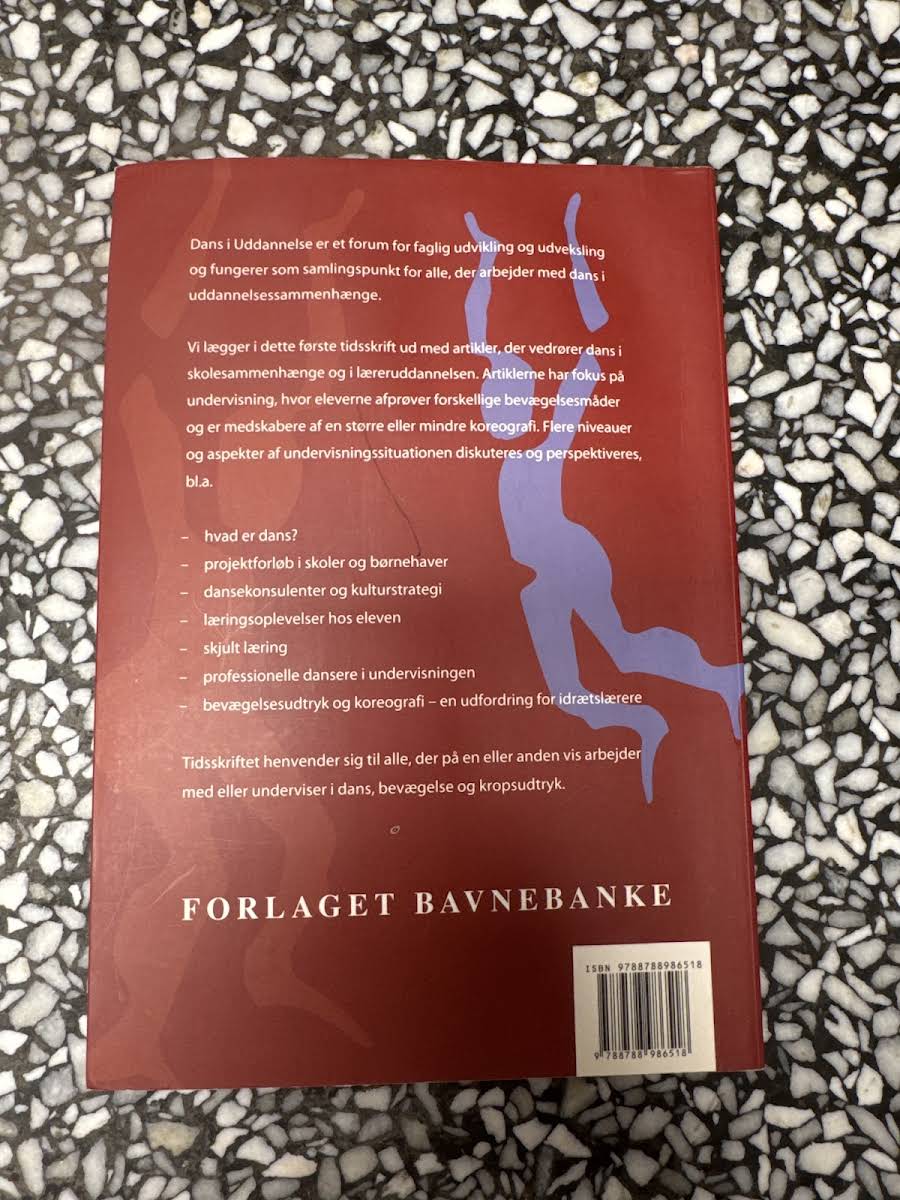 Dans i Uddannelse er et forum for faglig udvikling og udveksling
og fungerer som samlingspunkt for alle, der arbejder med dans i
uddannelsessammenhænge.
Vi lægger i dette første tidsskrift ud med artikler, der vedrører dans i
skolesammenhænge og i læreruddannelsen. Artiklerne har fokus på
undervisning, hvor eleverne afprøver forskellige bevægelsesmåder
og er medskabere af en større eller mindre koreografi. Flere niveauer
og aspekter af undervisningssituationen diskuteres og perspektiveres,
bl.a.
– hvad er dans?
– projektforløb i skoler og børnehaver
– dansekonsulenter og kulturstrategi
– læringsoplevelser hos eleven
– skjult læring
– professionelle dansere i undervisningen
– bevægelsesudtryk og koreografi – en udfordring for idrætslærere
Tidsskriftet henvender sig til alle, der på en eller anden vis arbejder
med eller underviser i dans, bevægelse og kropsudtryk.
FORLAGET BAVNEBANKE
ISBN 9788788986518
9 788788 986518